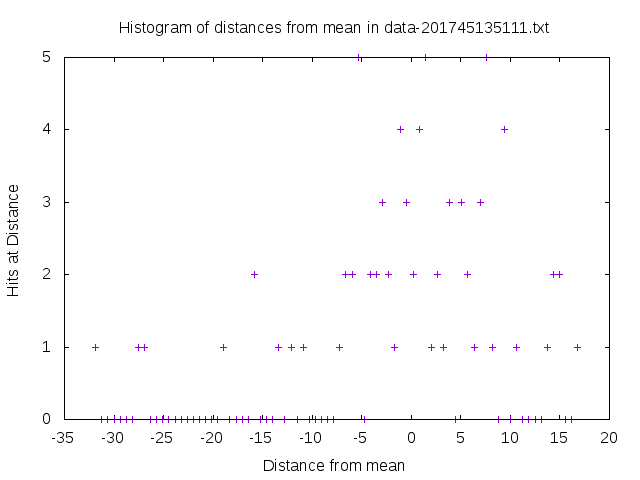 Histogram of distances from mean in data-201745135111.txt
5
4
3
2
1
0
Hits at Distance
-35 -30 -25 -20 -15 -10 -5 0 5 10 15 20
Distance from mean